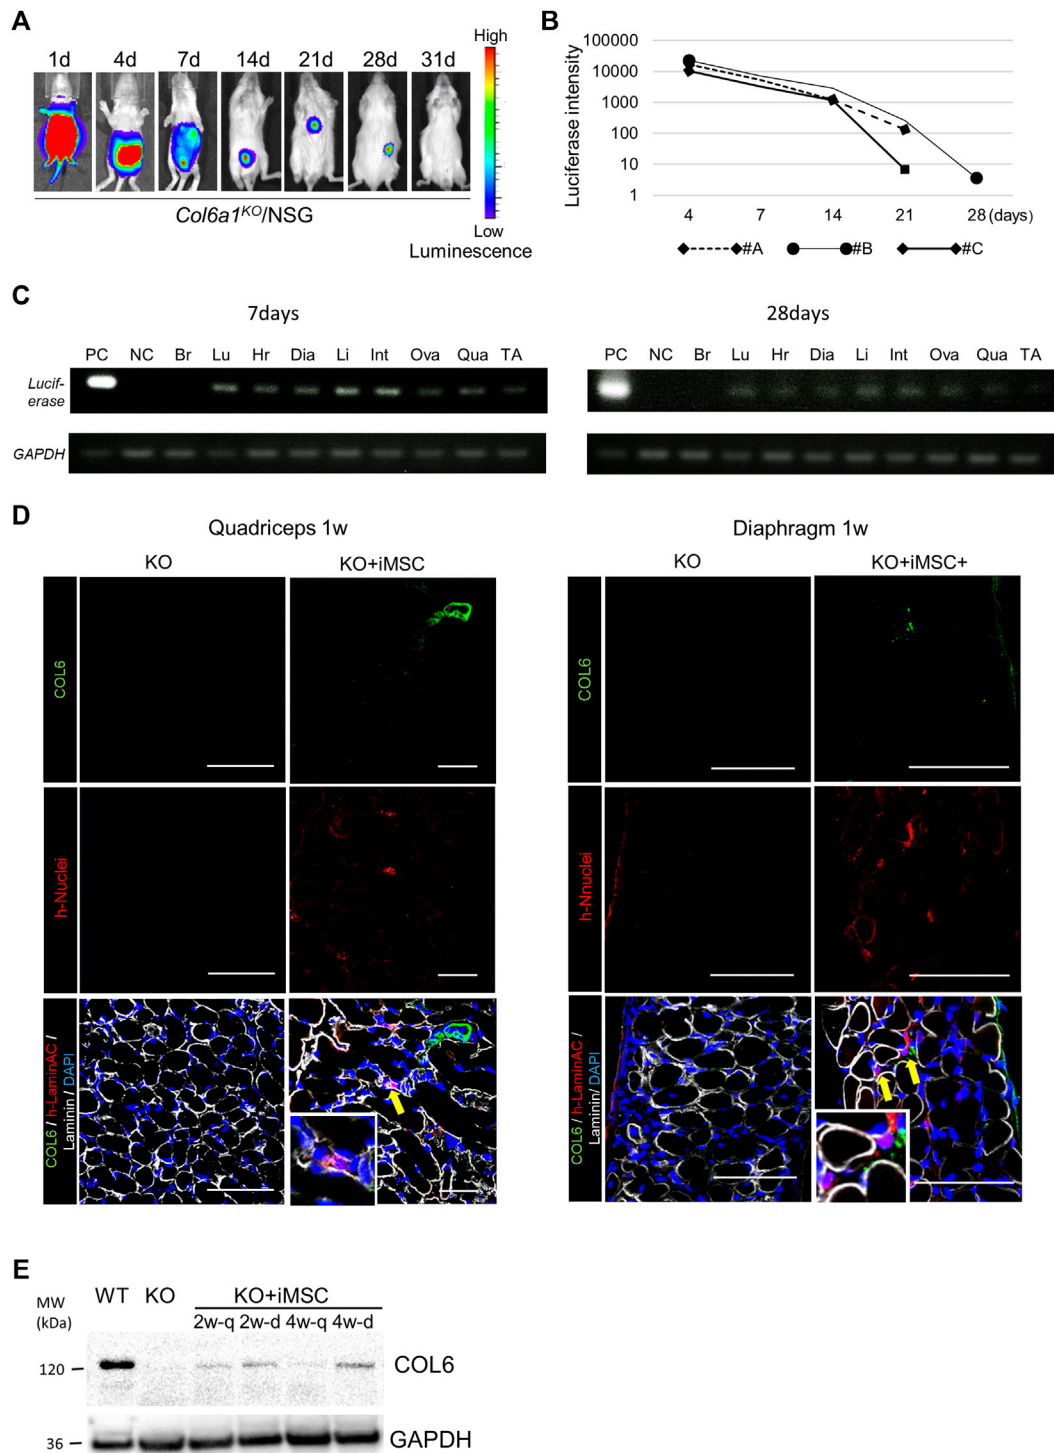 A
1d 4d 7d 14d 21d 28d 31d
High
Low
Luminescence
Col6a1KO/NSG
B
Luciferase intensity
100000
10000
1000
100
10
1
4 7 14 21 28 (days)
#A #B #C
C
7days
PC NC Br Lu Hr Dia Li Int Ova Qua TA
28days
PC NC Br Lu Hr Dia Li Int Ova Qua TA
Lucif-
erase
GAPDH
D
Quadriceps 1w
KO KO+iMSC
Diaphragm 1w
KO KO+iMSC+
COL6
COL6
h-Nuclei
h-Nnuclei
COL6 / h-LaminAC /
Laminin/ DAPI
COL6 / h-LaminAC /
Laminin/ DAPI
E
MW
(kDa)
WT KO KO+iMSC
2w-q 2w-d 4w-q 4w-d
120
COL6
36
GAPDH